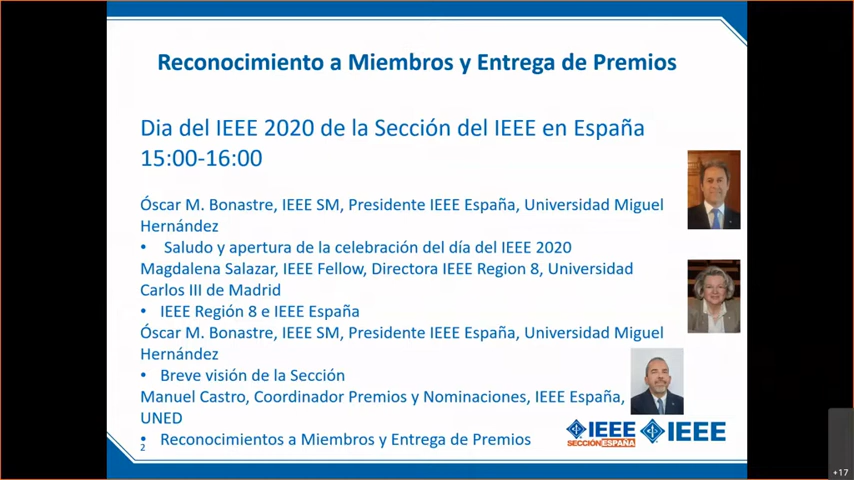 Reconocimiento a Miembros y Entrega de Premios
Dia del IEEE 2020 de la Sección del IEEE en España
15:00-16:00
Óscar M. Bonastre, IEEE SM, Presidente IEEE España, Universidad Miguel
Hernández
• Saludo y apertura de la celebración del día del IEEE 2020
Magdalena Salazar, IEEE Fellow, Directora IEEE Region 8, Universidad
Carlos III de Madrid
• IEEE Región 8 e IEEE España
Óscar M. Bonastre, IEEE SM, Presidente IEEE España, Universidad Miguel
Hernández
• Breve visión de la Sección
Manuel Castro, Coordinador Premios y Nominaciones, IEEE España,
UNED
• Reconocimientos a Miembros y Entrega de Premios
2
IEEE
SECCIÓN ESPAÑA
IEEE
+17